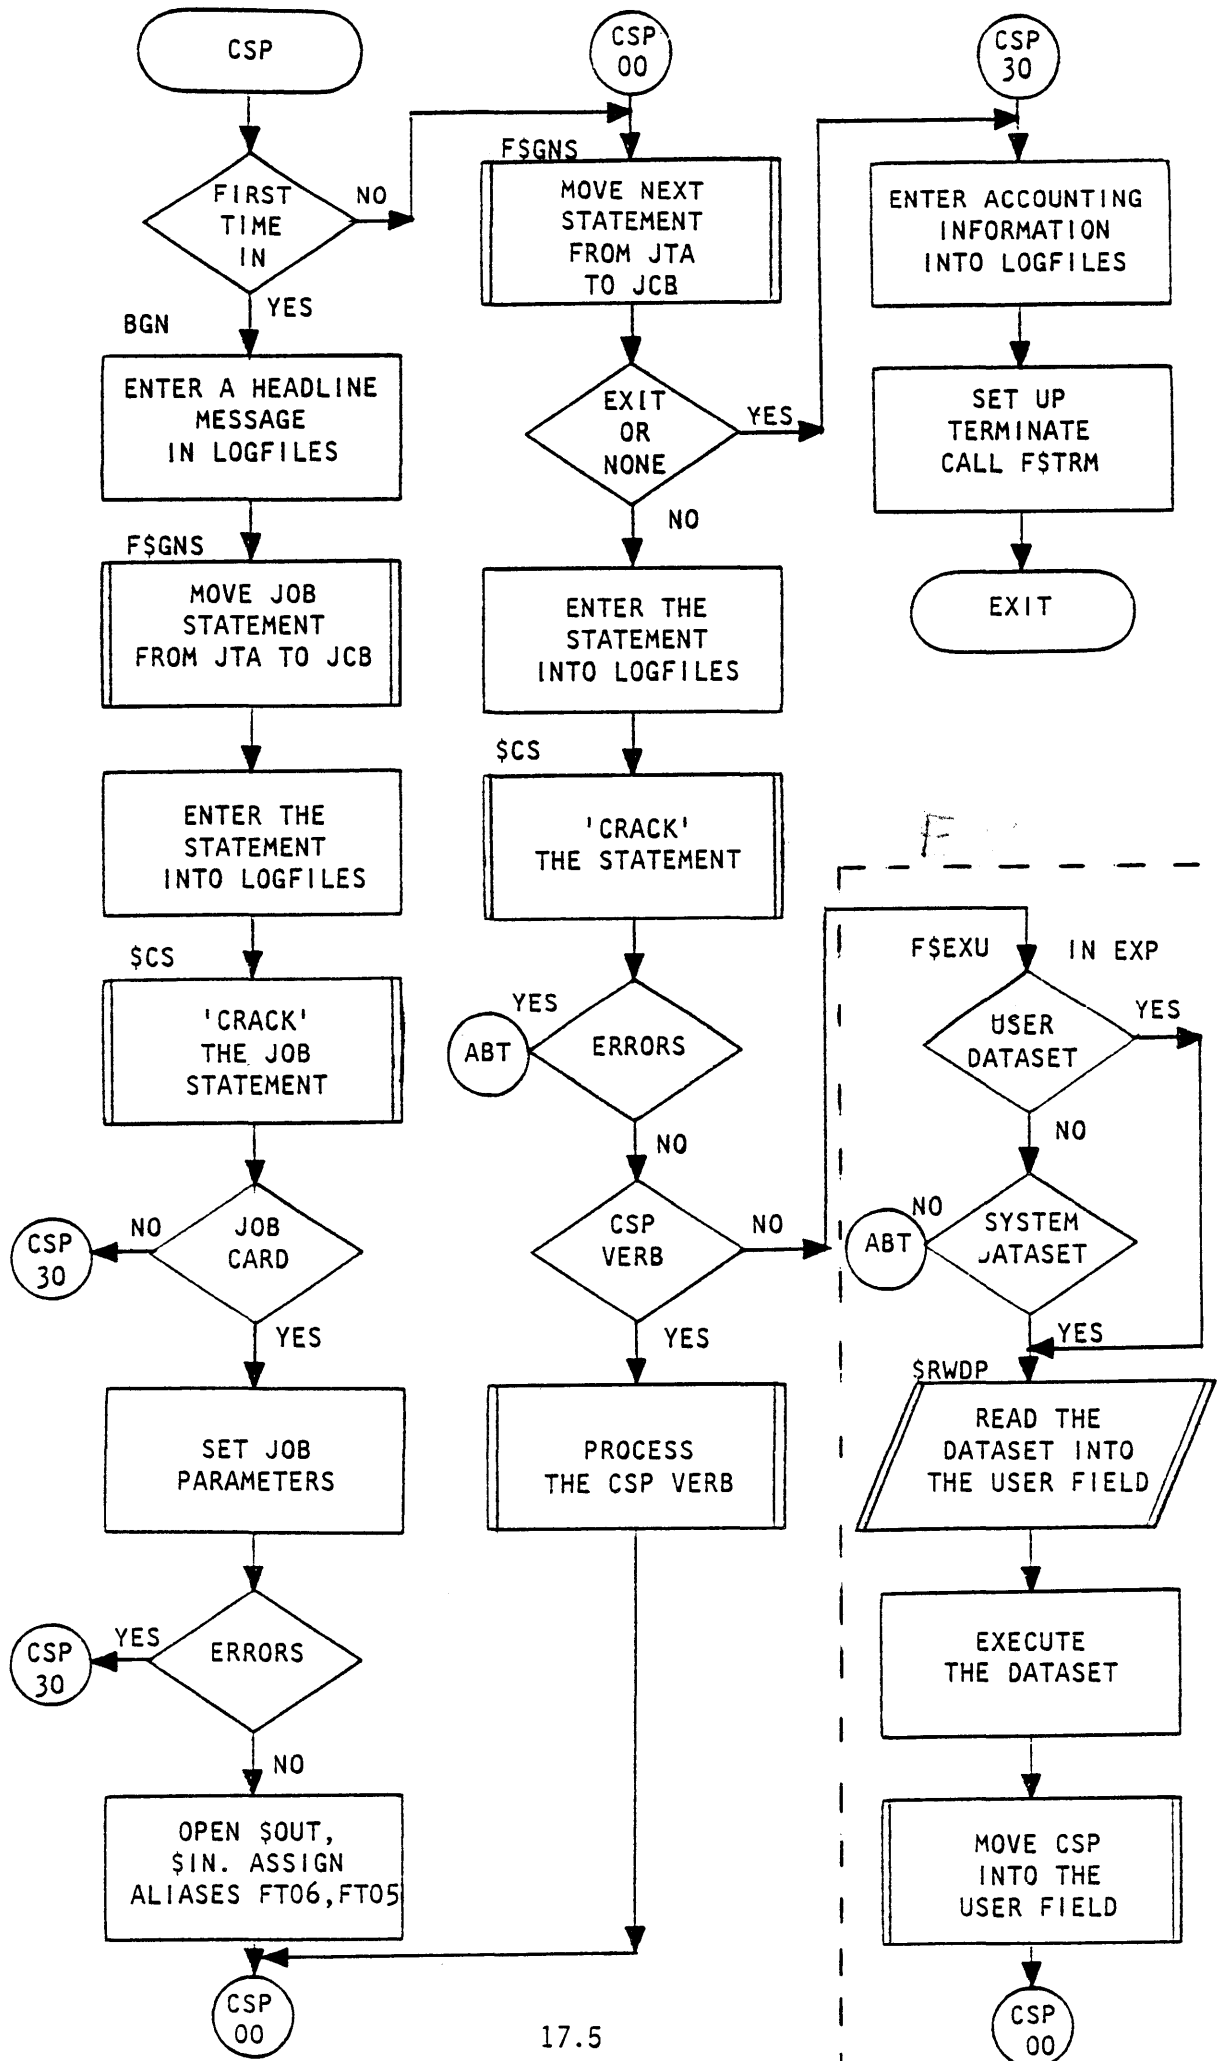 CSP
FIRST
TIME
IN
NO
YES
BGN
ENTER A HEADLINE
MESSAGE
IN LOGFILES
F$GNS
MOVE JOB
STATEMENT
FROM JTA TO JCB
ENTER THE
STATEMENT
INTO LOGFILES
$CS
'CRACK'
THE JOB
STATEMENT
JOB
CARD
NO
CSP
30
YES
SET JOB
PARAMETERS
ERRORS
YES
CSP
30
NO
OPEN $OUT,
$IN. ASSIGN
ALIASES FT06,FT05
CSP
00
CSP
00
F$GNS
MOVE NEXT
STATEMENT
FROM JTA
TO JCB
EXIT
OR
NONE
YES
NO
ENTER THE
STATEMENT
INTO LOGFILES
$CS
'CRACK'
THE STATEMENT
YES
ABT
ERRORS
NO
CSP
VERB
NO
YES
PROCESS
THE CSP VERB
CSP
30
ENTER ACCOUNTING
INFORMATION
INTO LOGFILES
SET UP
TERMINATE
CALL F$TRM
EXIT
F
F$EXU IN EXP
USER
DATASET
YES
NO
NO
ABT
SYSTEM
DATASET
YES
$RWDP
READ THE
DATASET INTO
THE USER FIELD
EXECUTE
THE DATASET
MOVE CSP
INTO THE
USER FIELD
CSP
00
17.5